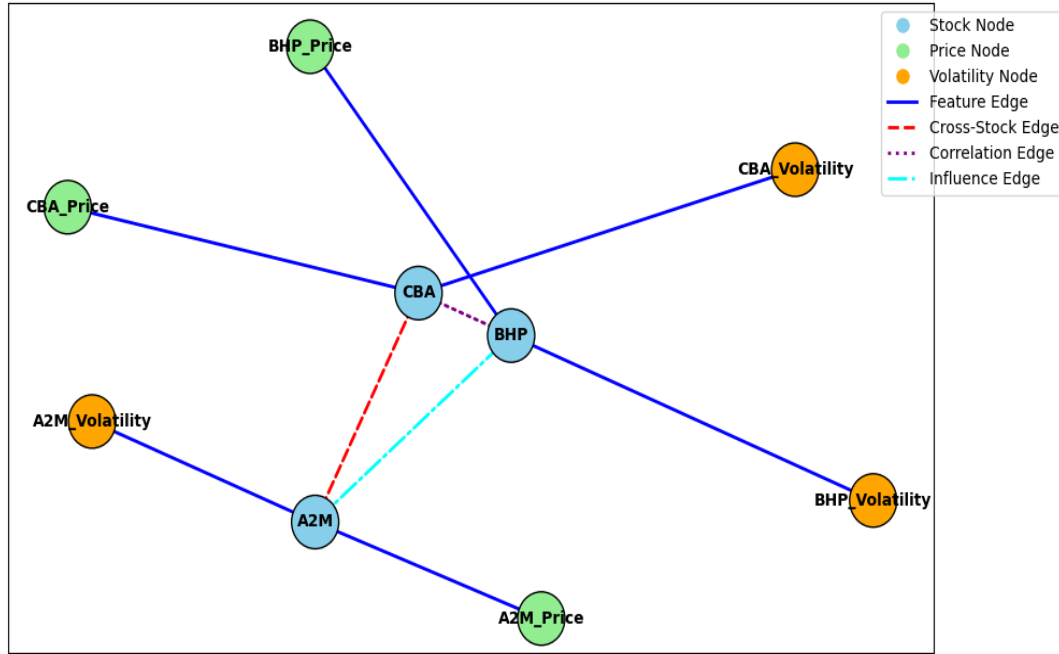 BHP_Price
Stock Node
Price Node
Volatility Node
Feature Edge
Cross-Stock Edge
Correlation Edge
Influence Edge
CBA_Volatility
CBA_Price
CBA
BHP
A2M_Volatility
BHP_Volatility
A2M
A2M_Price